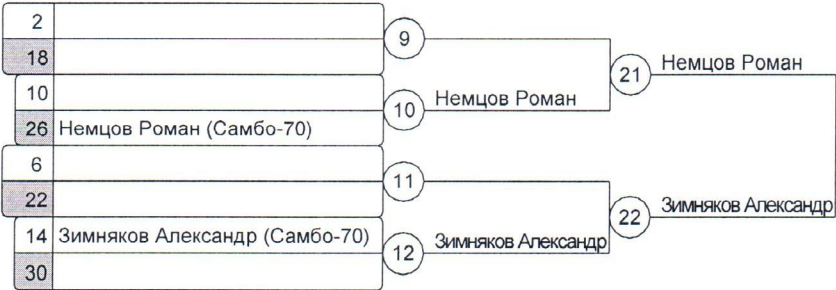 2
9
18
21 Немцов Роман
10
10 Немцов Роман
26 Немцов Роман (Самбо-70)
6
11
22
22 Зимняков Александр
14 Зимняков Александр (Самбо-70)
12 Зимняков Александр
30